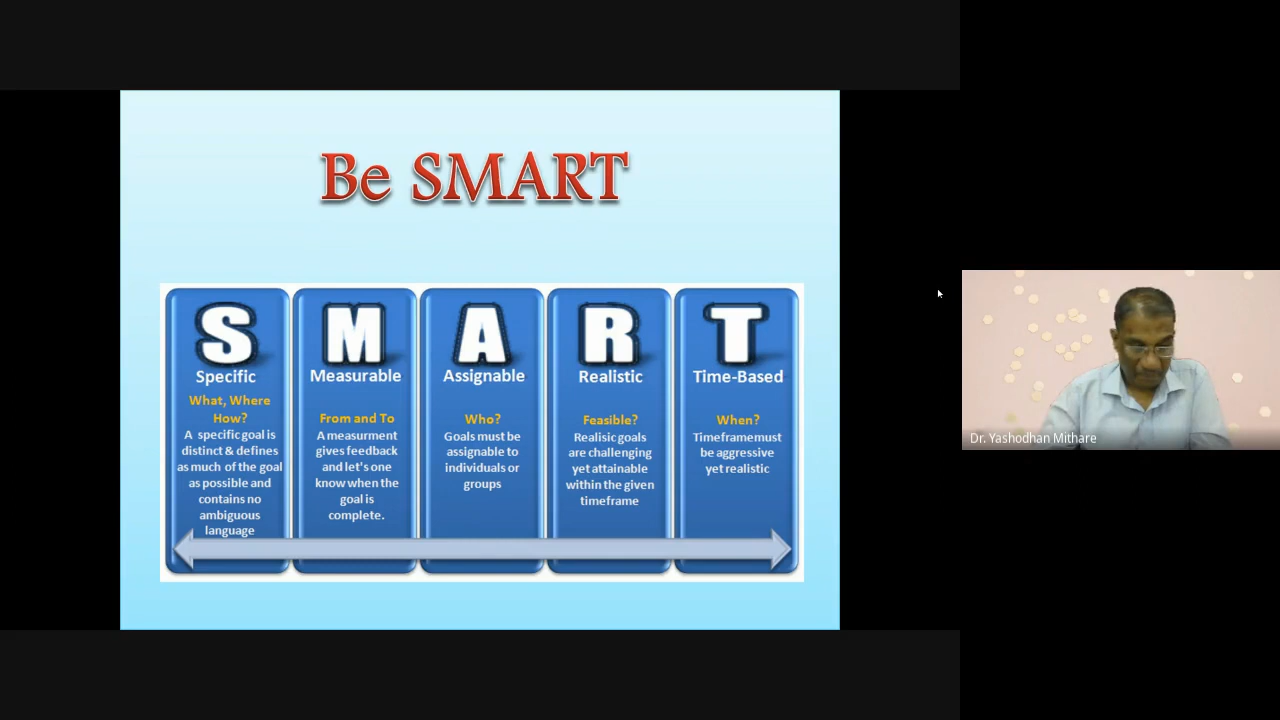 Be SMART
S
Specific
What, Where
How?
A specific goal is
distinct & defines
as much of the goal
as possible and
contains no
ambiguous
language
M
Measurable
From and To
A measurment
gives feedback
and let's one
know when the
goal is
complete.
A
Assignable
Who?
Goals must be
assignable to
individuals or
groups
R
Realistic
Feasible?
Realisic goals
are challenging
yet attainable
within the given
timeframe
T
Time-Based
When?
Timeframe must
be aggressive
yet realistic
Dr. Yashodhan Mithare